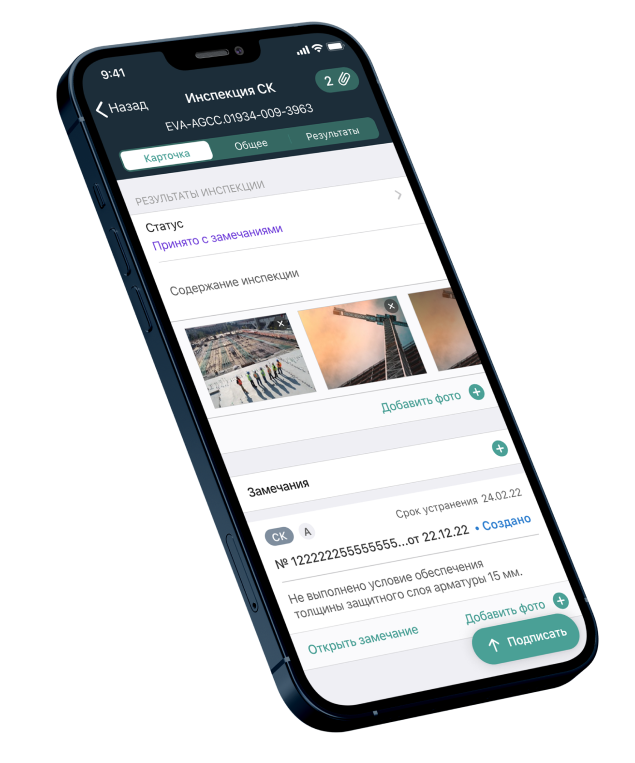 9:41
Назад
Инспекция СК
2
EVA-AGCC.01934-009-3963
Карточка Общее Результаты
РЕЗУЛЬТАТЫ ИНСПЕКЦИИ
Статус
Принято с замечаниями
Содержание инспекции
Добавить фото
Замечания
СК А Срок устранения 24.02.22
№ 122222255555555...от 22.12.22 • Создано
Не выполнено условие обеспечения
толщины защитного слоя арматуры 15 мм.
Открыть замечание Добавить фото
Подписать